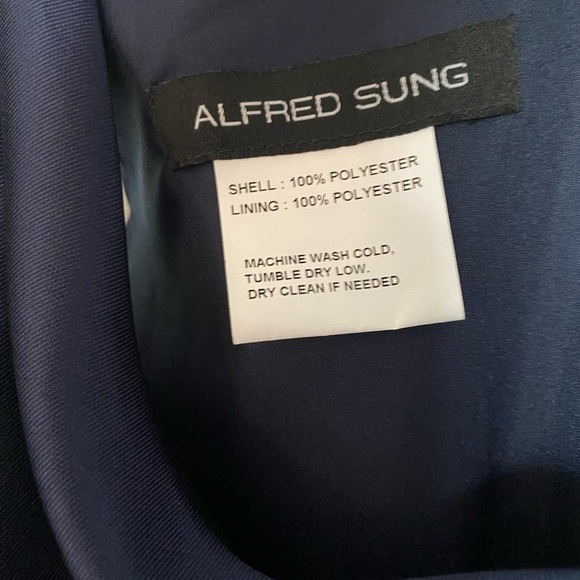 ALFRED SUNG
SHELL : 100% POLYESTER
LINING : 100% POLYESTER
MACHINE WASH COLD,
TUMBLE DRY LOW.
DRY CLEAN IF NEEDED